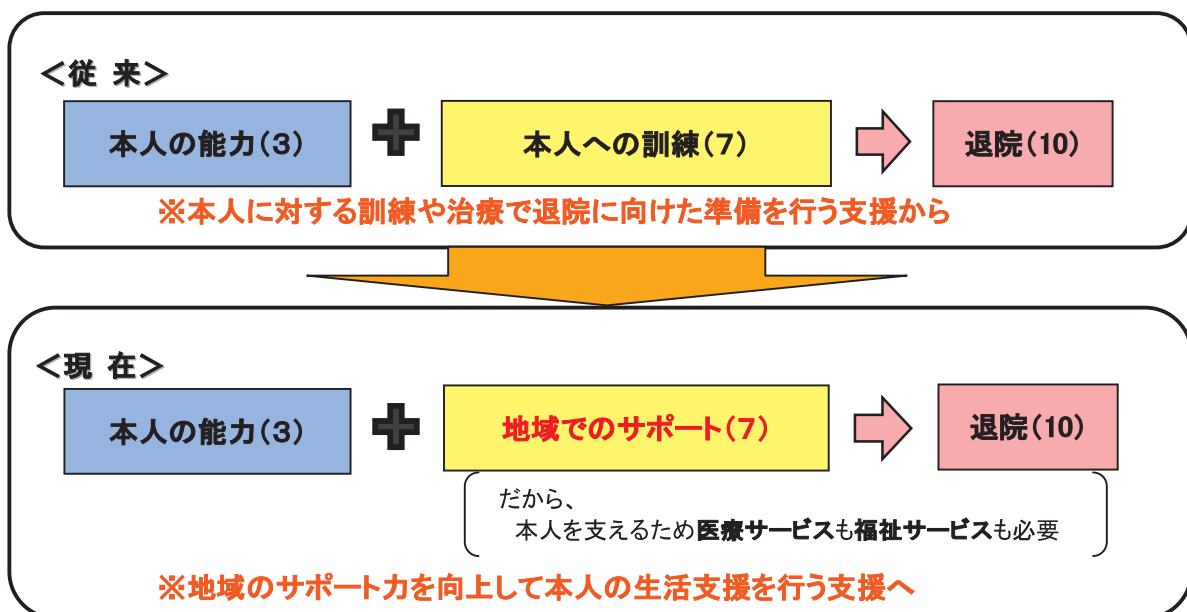 ＜従 来＞
本人の能力（３） ＋ 本人への訓練（７） 退院（10）
※本人に対する訓練や治療で退院に向けた準備を行う支援から
＜現 在＞
本人の能力（３） ＋ 地域でのサポート（７） 退院（10）
だから、
本人を支えるため医療サービスも福祉サービスも必要
※地域のサポート力を向上して本人の生活支援を行う支援へ